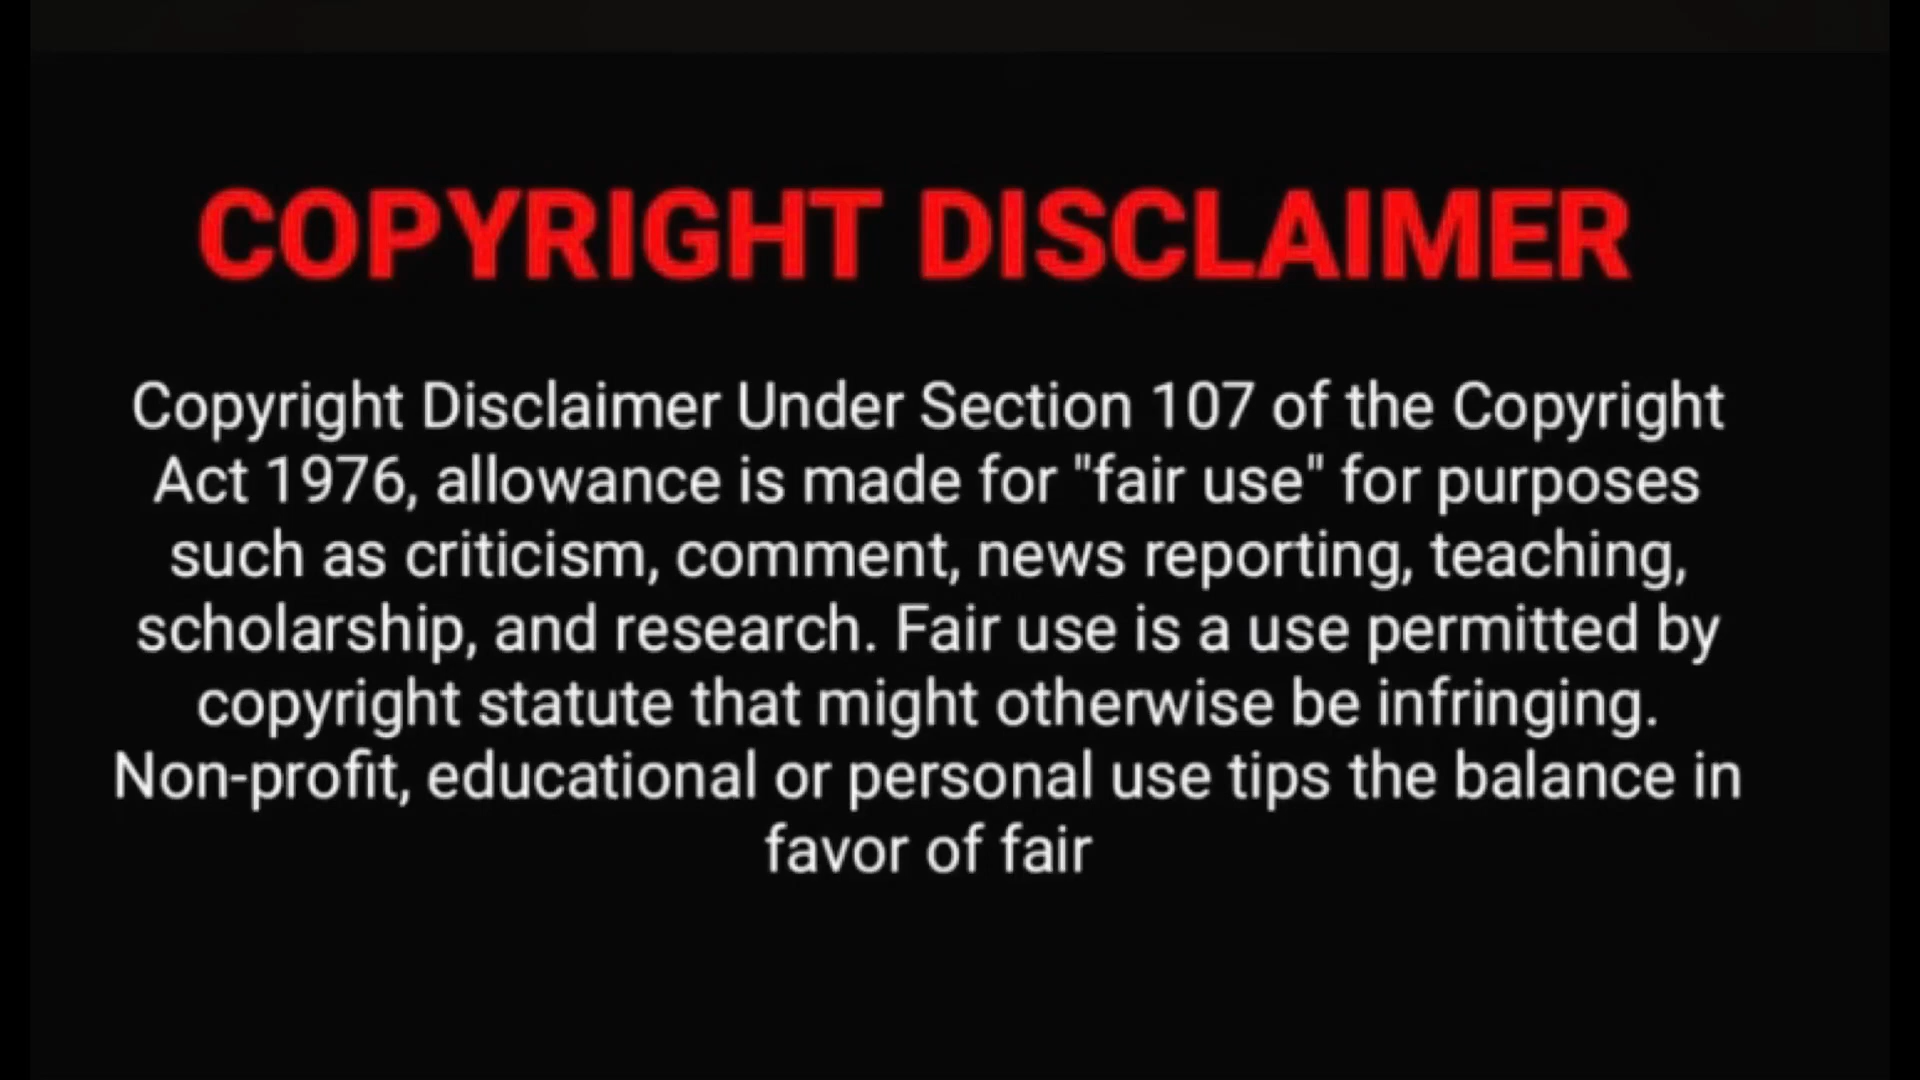 COPYRIGHT DISCLAIMER
Copyright Disclaimer Under Section 107 of the Copyright
Act 1976, allowance is made for "fair use" for purposes
such as criticism, comment, news reporting, teaching,
scholarship, and research. Fair use is a use permitted by
copyright statute that might otherwise be infringing.
Non-profit, educational or personal use tips the balance in
favor of fair